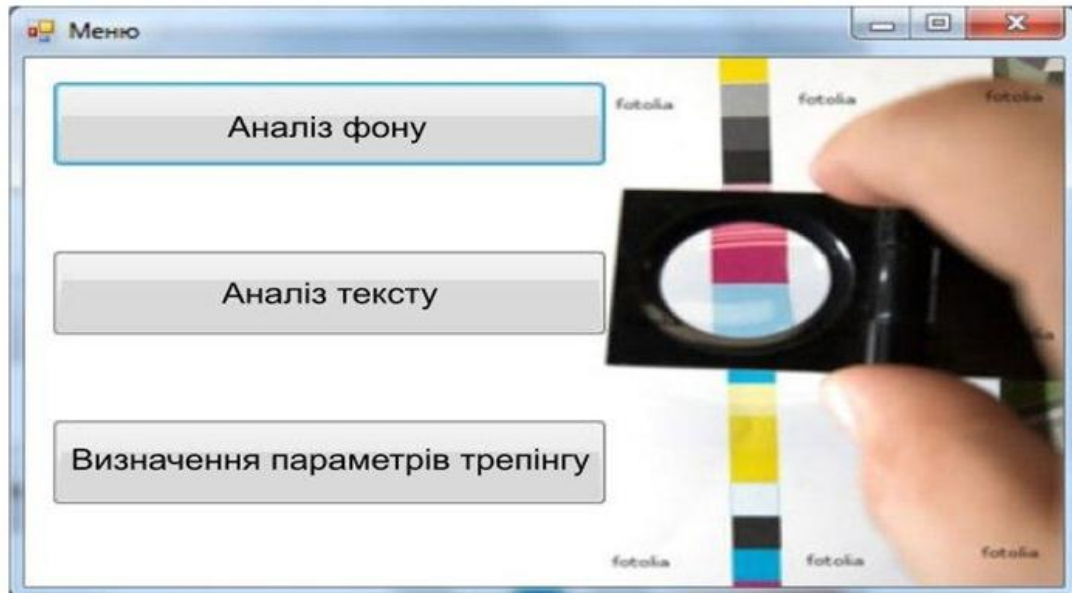 Меню
fotolia fotolia fotolia
Аналіз фону
Аналіз тексту
Визначення параметрів трепінгу
fotolia fotolia fotolia